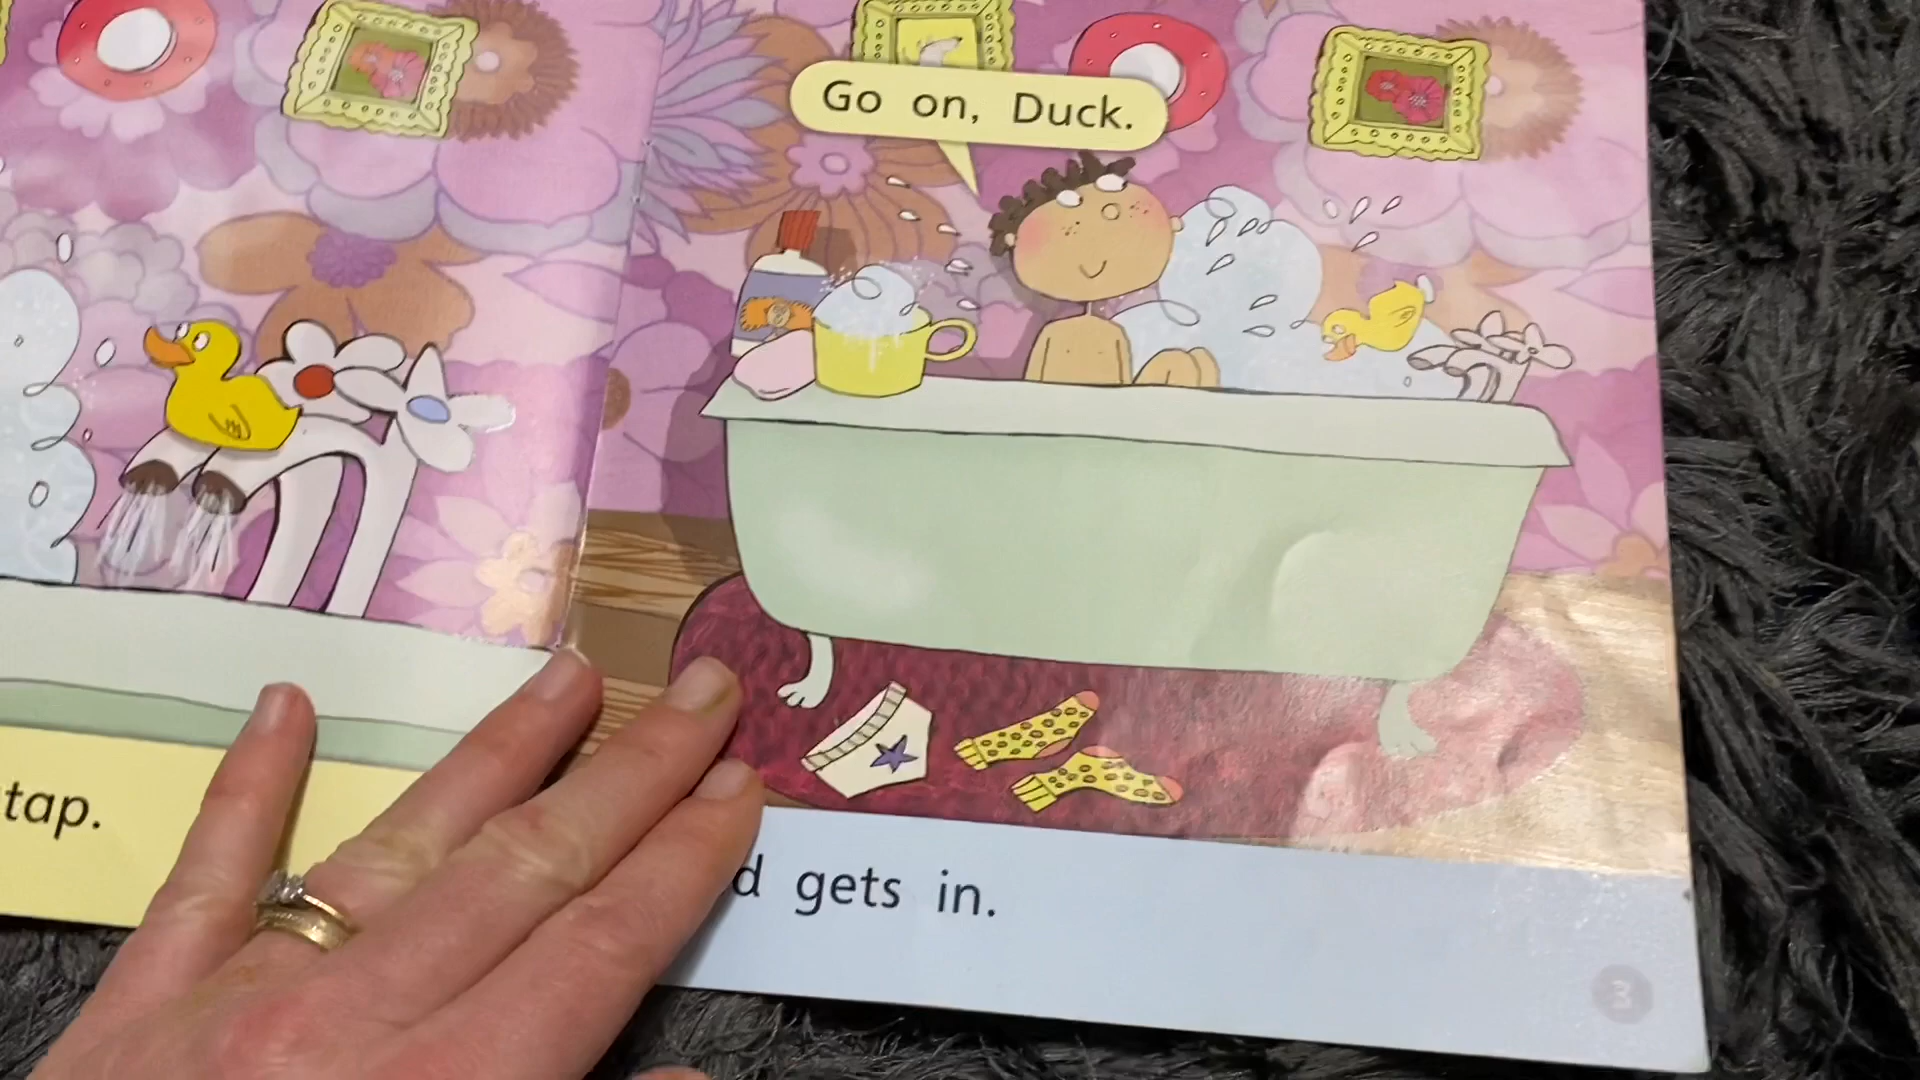 Go on, Duck.
tap.
gets in.
3